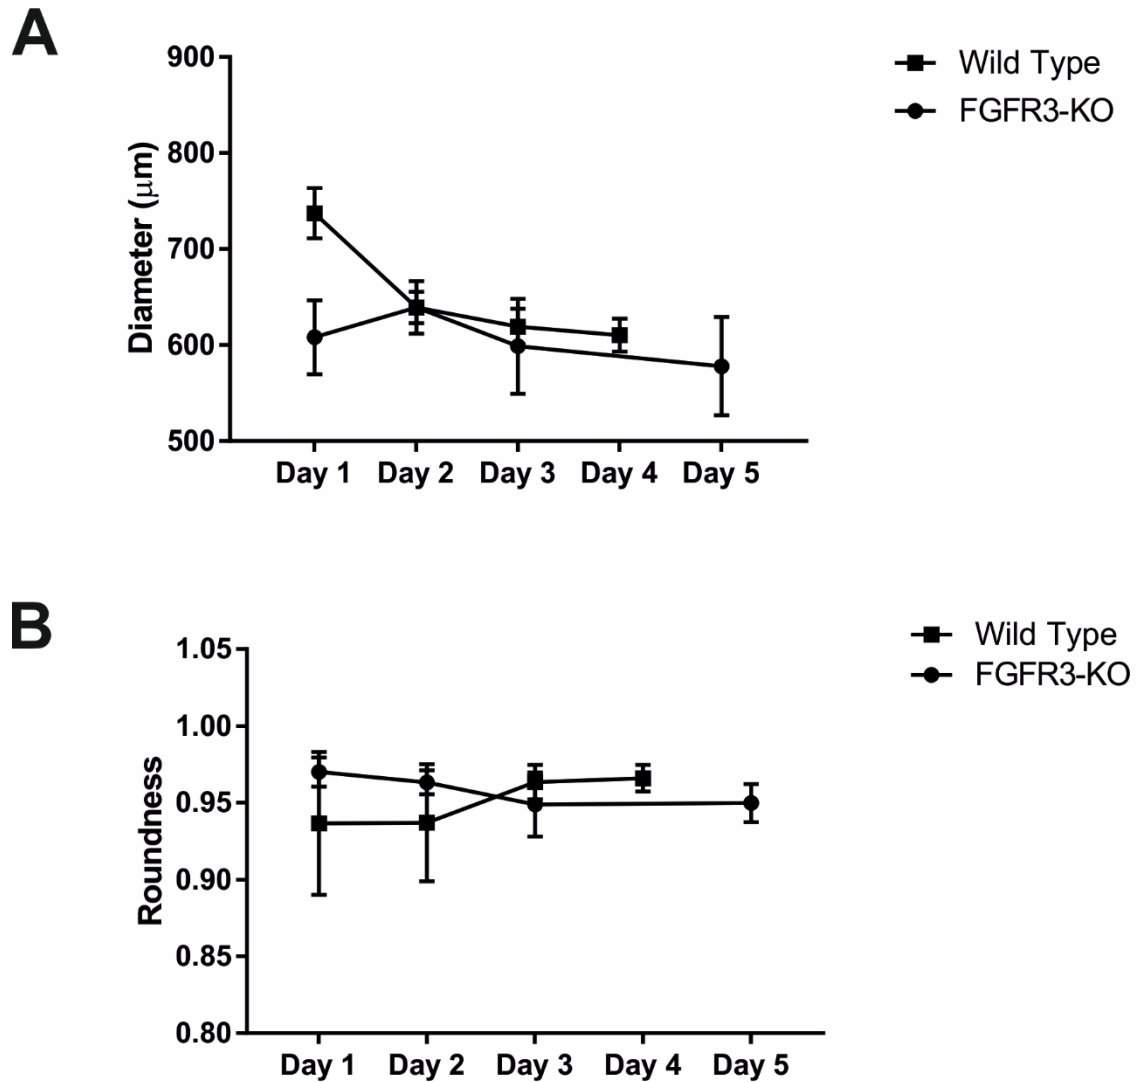 A
900
800
700
600
500
Diameter (μm)
Day 1 Day 2 Day 3 Day 4 Day 5
Wild Type
FGFR3-KO
B
1.05
1.00
0.95
0.90
0.85
0.80
Roundness
Day 1 Day 2 Day 3 Day 4 Day 5
Wild Type
FGFR3-KO